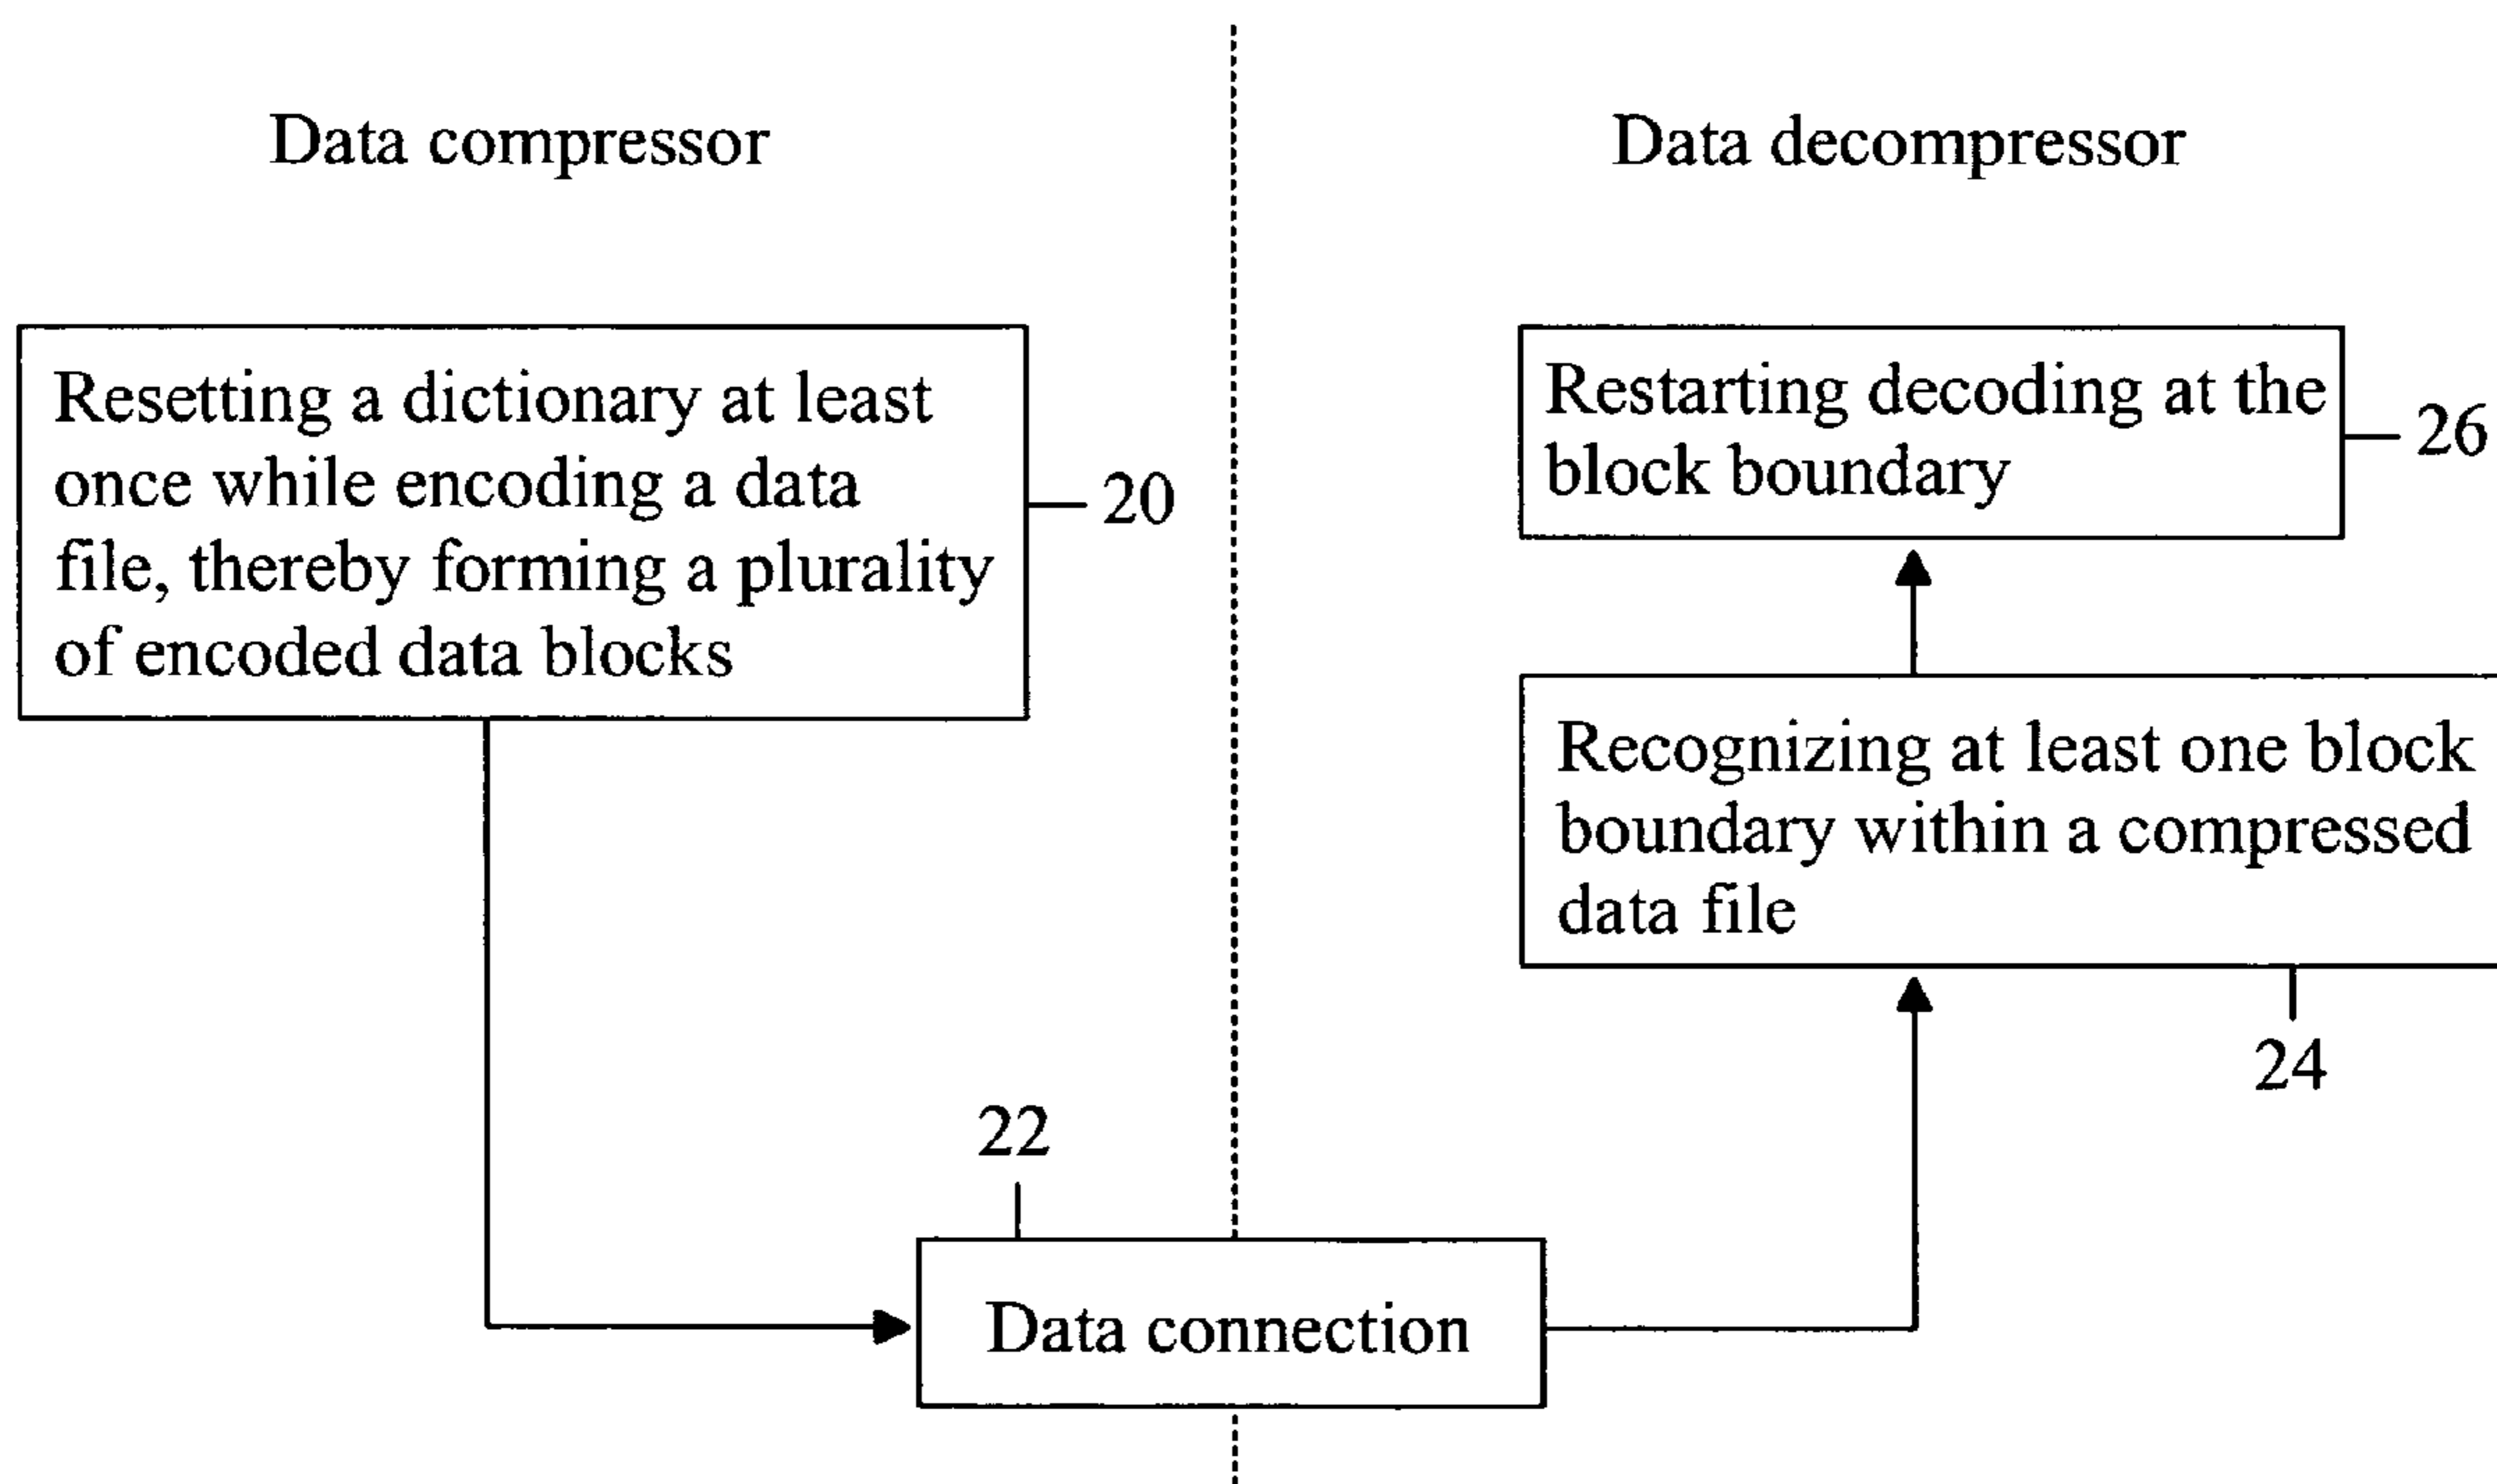 Data compressor
Data decompressor
Resetting a dictionary at least
once while encoding a data
file, thereby forming a plurality
of encoded data blocks
20
Restarting decoding at the
block boundary
26
Recognizing at least one block
boundary within a compressed
data file
24
22
Data connection